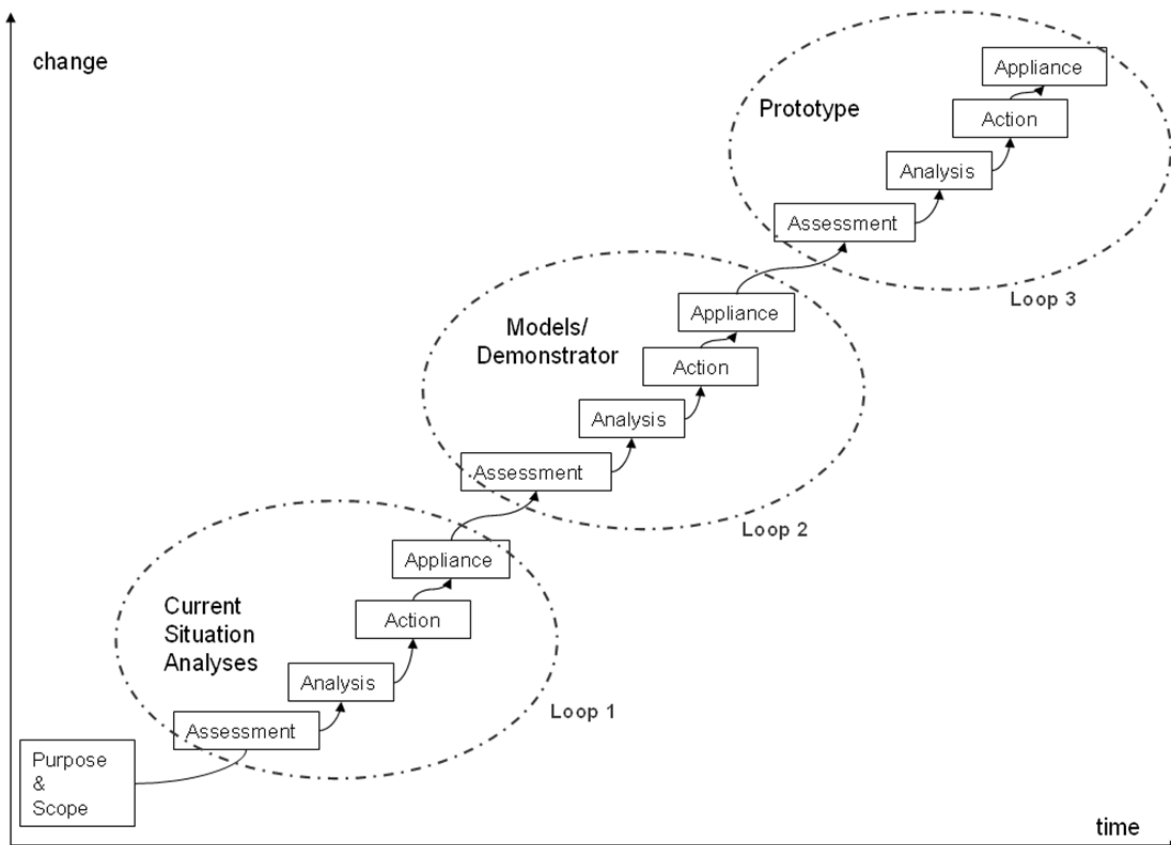 change
Appliance
Prototype
Action
Analysis
Assessment
Loop 3
Appliance
Models/
Demonstrator
Action
Analysis
Assessment
Loop 2
Appliance
Current
Situation
Analyses
Action
Analysis
Loop 1
Assessment
Purpose
&
Scope
time